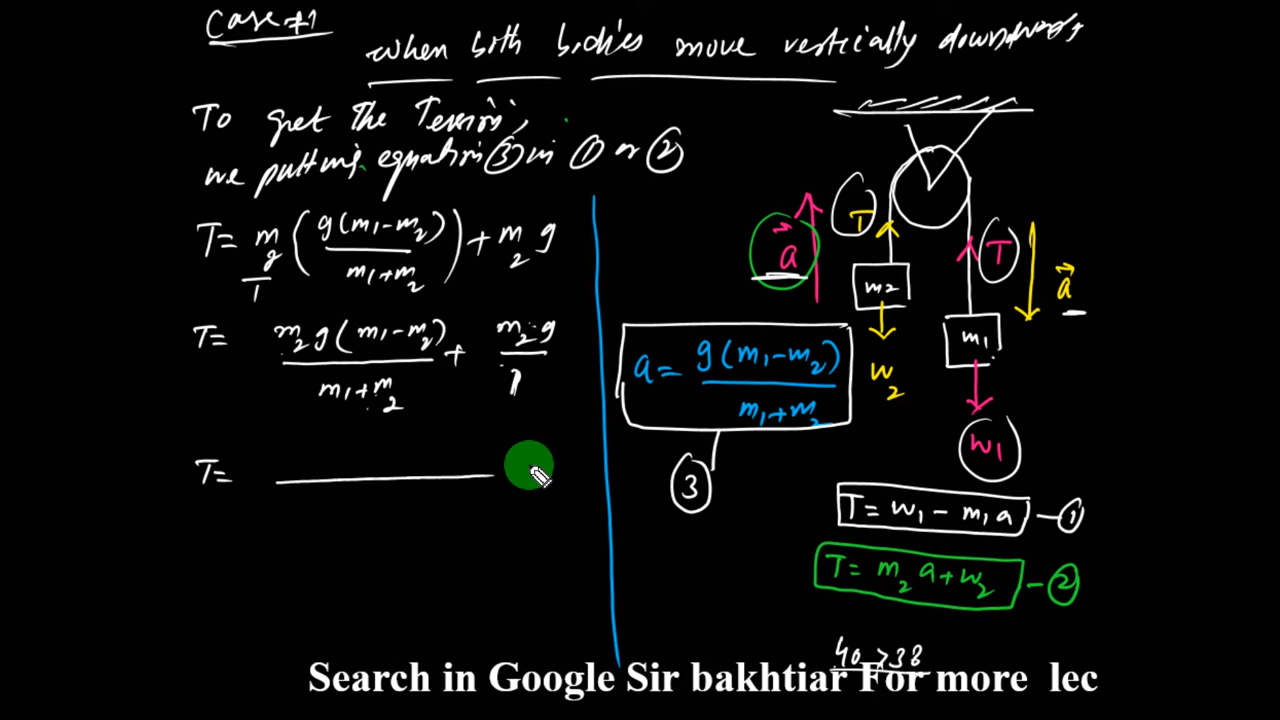 Case #1
When both bodies move vertically downwards
To get the Tension,
we putting equation ③ in ① or ②
T = m2/1 ( g(m1-m2) / m1+m2 ) + m2 g
T = m2 g(m1-m2) / m1+m2 + m2 g / 1
T =
a = g(m1-m2) / m1+m2
③
a
T
m2
w2
T
m1
w1
a
T = w1 - m1 a — ①
T = m2 a + w2 — ②
40 > 38
Search in Google Sir bakhtiar For more lec